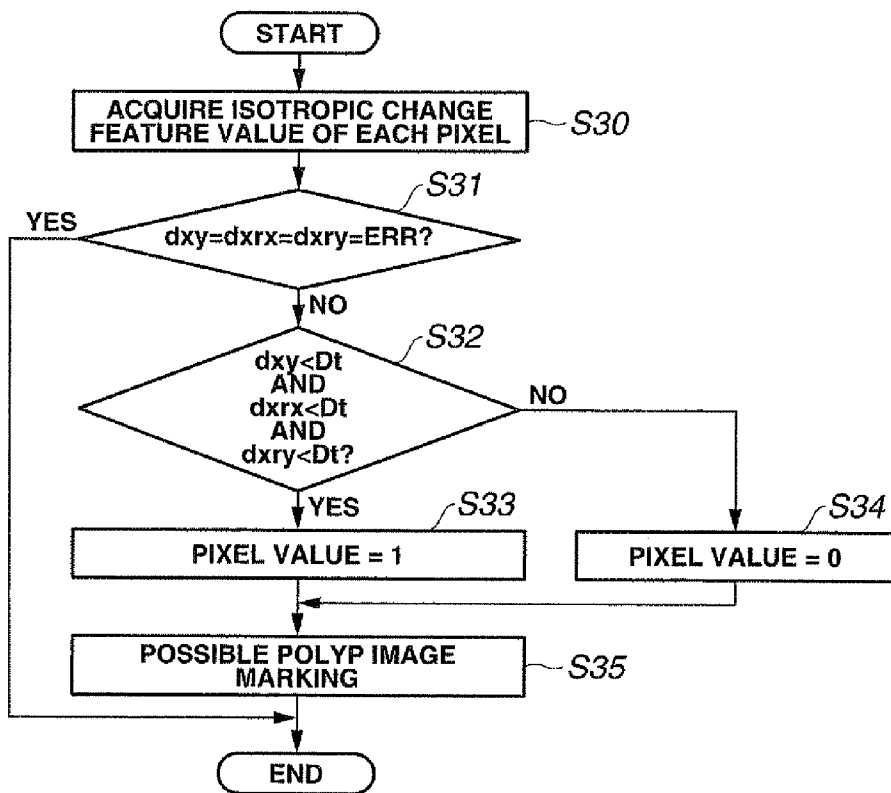 START
ACQUIRE ISOTROPIC CHANGE
FEATURE VALUE OF EACH PIXEL
S30
S31
YES
dxy=dxrx=dxry=ERR?
NO
S32
dxy<Dt
AND
dxrx<Dt
AND
dxry<Dt?
NO
YES
S33
S34
PIXEL VALUE = 1
PIXEL VALUE = 0
POSSIBLE POLYP IMAGE
MARKING
S35
END